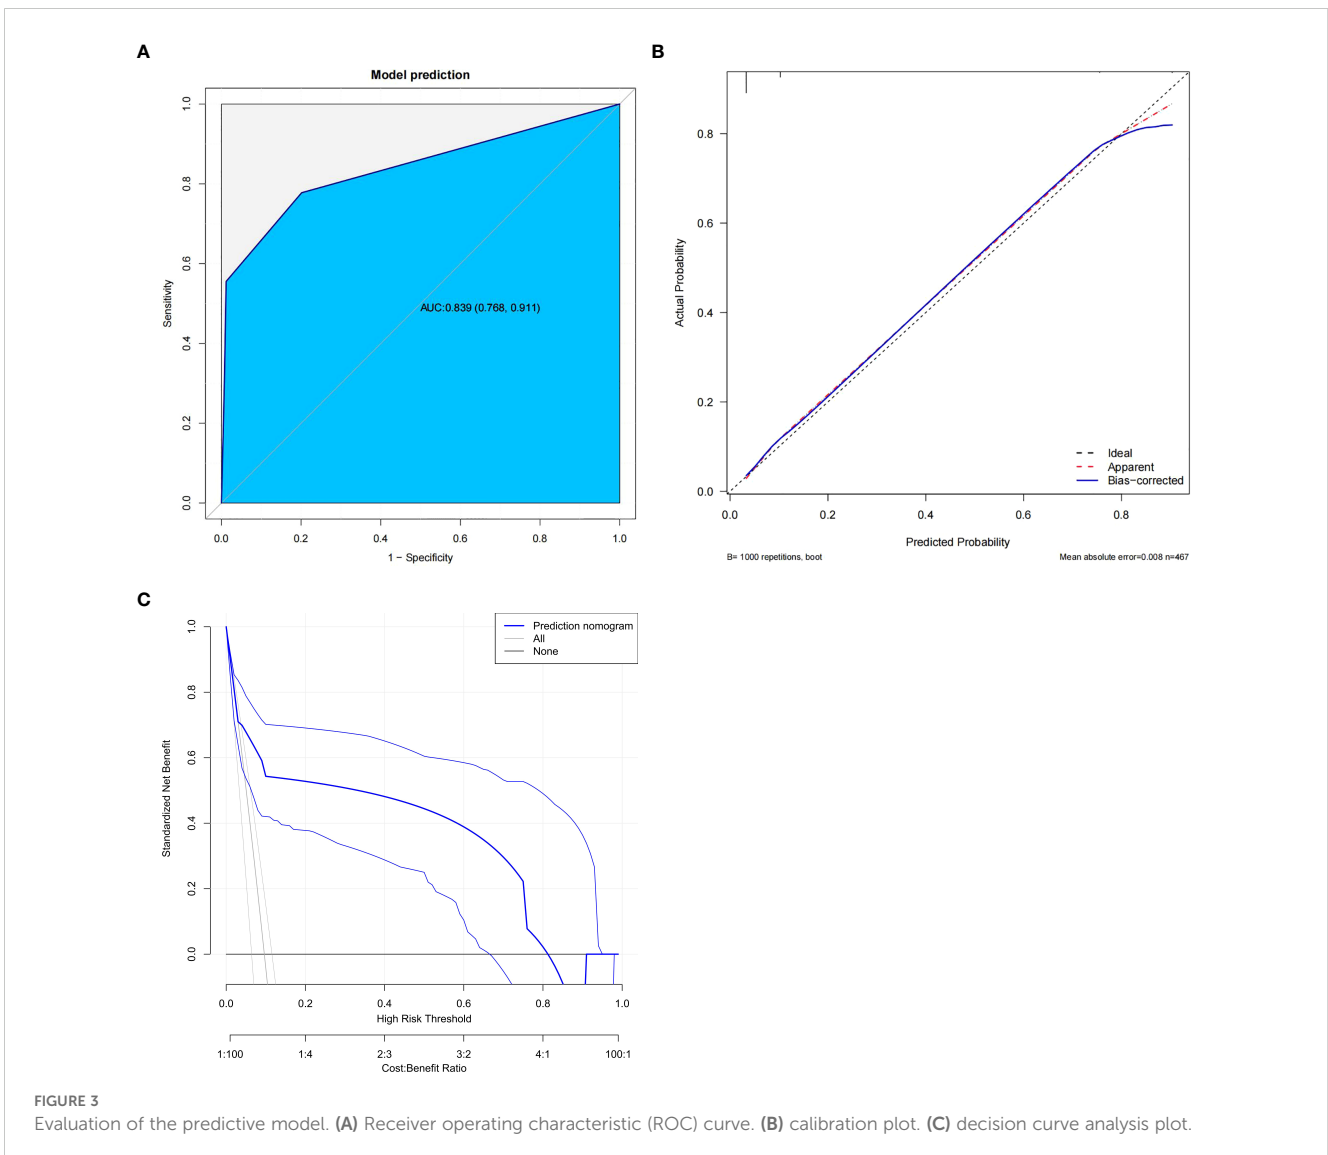 A
Model prediction
1.0
0.8
0.6
0.4
0.2
0.0
Sensitivity
AUC:0.839 (0.768, 0.911)
0.0 0.2 0.4 0.6 0.8 1.0
1 − Specificity
B
0.8
0.6
0.4
0.2
0.0
Actual Probability
Ideal
Apparent
Bias−corrected
0.0 0.2 0.4 0.6 0.8
Predicted Probability
B= 1000 repetitions, boot
Mean absolute error=0.008 n=467
C
Prediction nomogram
All
None
1.0
0.8
0.6
0.4
0.2
0.0
Standardized Net Benefit
0.0 0.2 0.4 0.6 0.8 1.0
High Risk Threshold
1:100 1:4 2:3 3:2 4:1 100:1
Cost:Benefit Ratio
FIGURE 3
Evaluation of the predictive model. (A) Receiver operating characteristic (ROC) curve. (B) calibration plot. (C) decision curve analysis plot.